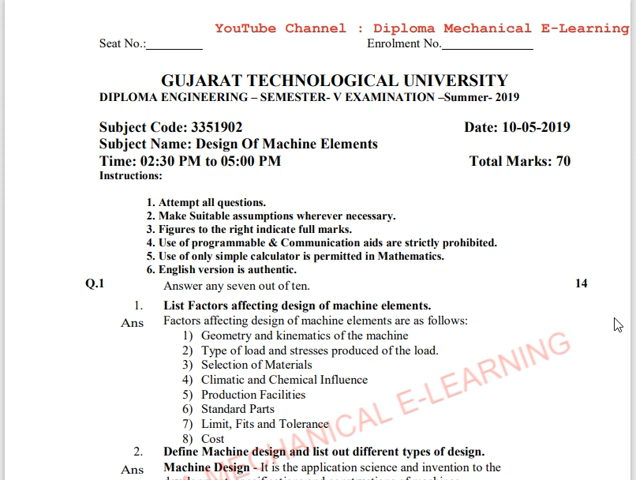 YouTube Channel : Diploma Mechanical E-Learning
Seat No.:________ Enrolment No.______________
GUJARAT TECHNOLOGICAL UNIVERSITY
DIPLOMA ENGINEERING – SEMESTER- V EXAMINATION –Summer- 2019
Subject Code: 3351902 Date: 10-05-2019
Subject Name: Design Of Machine Elements
Time: 02:30 PM to 05:00 PM Total Marks: 70
Instructions:
1. Attempt all questions.
2. Make Suitable assumptions wherever necessary.
3. Figures to the right indicate full marks.
4. Use of programmable & Communication aids are strictly prohibited.
5. Use of only simple calculator is permitted in Mathematics.
6. English version is authentic.
Q.1 Answer any seven out of ten. 14
1. List Factors affecting design of machine elements.
Ans Factors affecting design of machine elements are as follows:
1) Geometry and kinematics of the machine
2) Type of load and stresses produced of the load.
3) Selection of Materials
4) Climatic and Chemical Influence
5) Production Facilities
6) Standard Parts
7) Limit, Fits and Tolerance
8) Cost
MECHANICAL E-LEARNING
2. Define Machine design and list out different types of design.
Ans Machine Design - It is the application science and invention to the